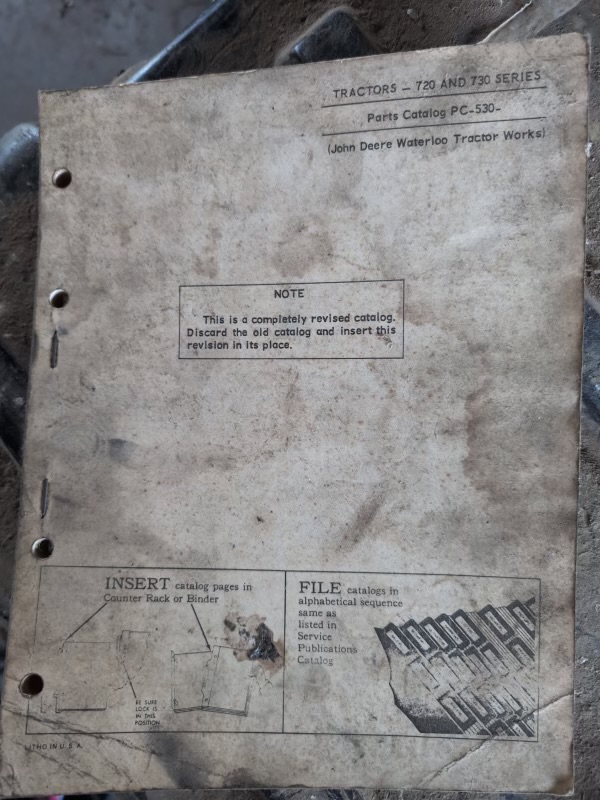 TRACTORS - 720 AND 730 SERIES
Parts Catalog PC-530-
(John Deere Waterloo Tractor Works)
NOTE
This is a completely revised catalog.
Discard the old catalog and insert this
revision in its place.
INSERT catalog pages in
Counter Rack or Binder
BE SURE
LOCK IS
IN THIS
POSITION
FILE catalogs in
alphabetical sequence
same as
listed in
Service
Publications
Catalog
LITHO IN U.S.A.